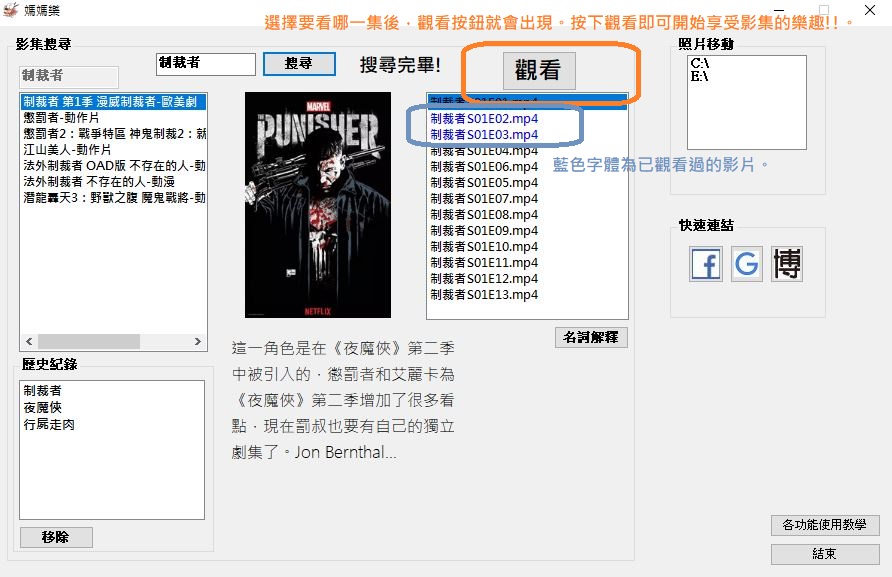 媽媽樂
選擇要看哪一集後，觀看按鈕就會出現。按下觀看即可開始享受影集的樂趣!!。
影集搜尋
制裁者
制裁者
搜尋
搜尋完畢!
觀看
制裁者 第1季 漫威制裁者-歐美劇
懲罰者-動作片
懲罰者2：戰爭特區 神鬼制裁2：就
江山美人-動作片
法外制裁者 OAD版 不存在的人-動
法外制裁者 不存在的人-動漫
潛龍轟天3：野獸之腹 魔鬼戰將-動
MARVEL
THE
PUNISHER
NETFLIX
制裁者S01E01.mp4
制裁者S01E02.mp4
制裁者S01E03.mp4
制裁者S01E04.mp4
制裁者S01E06.mp4
制裁者S01E05.mp4
制裁者S01E07.mp4
制裁者S01E08.mp4
制裁者S01E09.mp4
制裁者S01E10.mp4
制裁者S01E11.mp4
制裁者S01E12.mp4
制裁者S01E13.mp4
藍色字體為已觀看過的影片。
名詞解釋
這一角色是在《夜魔俠》第二季
中被引入的，懲罰者和艾麗卡為
《夜魔俠》第二季增加了很多看
點，現在罰叔也要有自己的獨立
劇集了。Jon Bernthal...
歷史紀錄
制裁者
夜魔俠
行屍走肉
移除
照片移動
C:\
E:\
快速連結
f
G
博
各功能使用教學
結束